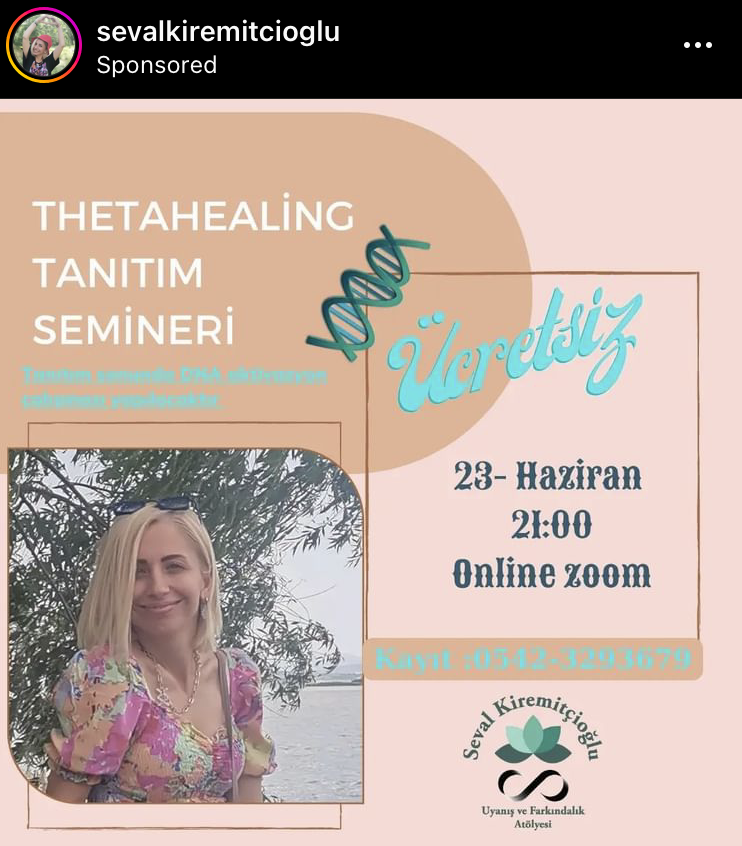 sevalkiremitcioglu
Sponsored
THETAHEALİNG
TANITIM
SEMİNERİ
Tanıtım sonunda DNA aktivasyon
çalışması yapılacaktır.
Ücretsiz
23- Haziran
21:00
Online zoom
Kayıt :0542-3293679
Seval Kiremitçioğlu
Uyanış ve Farkındalık
Atölyesi